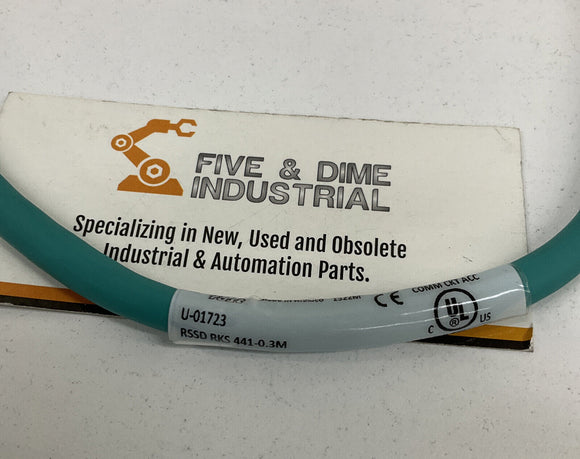 FIVE & DIME
INDUSTRIAL
Specializing in New, Used and Obsolete
Industrial & Automation Parts.
COMM CKT ACC
CE
U-01723
RSSD RKS 441-0.3M
C UL US
®